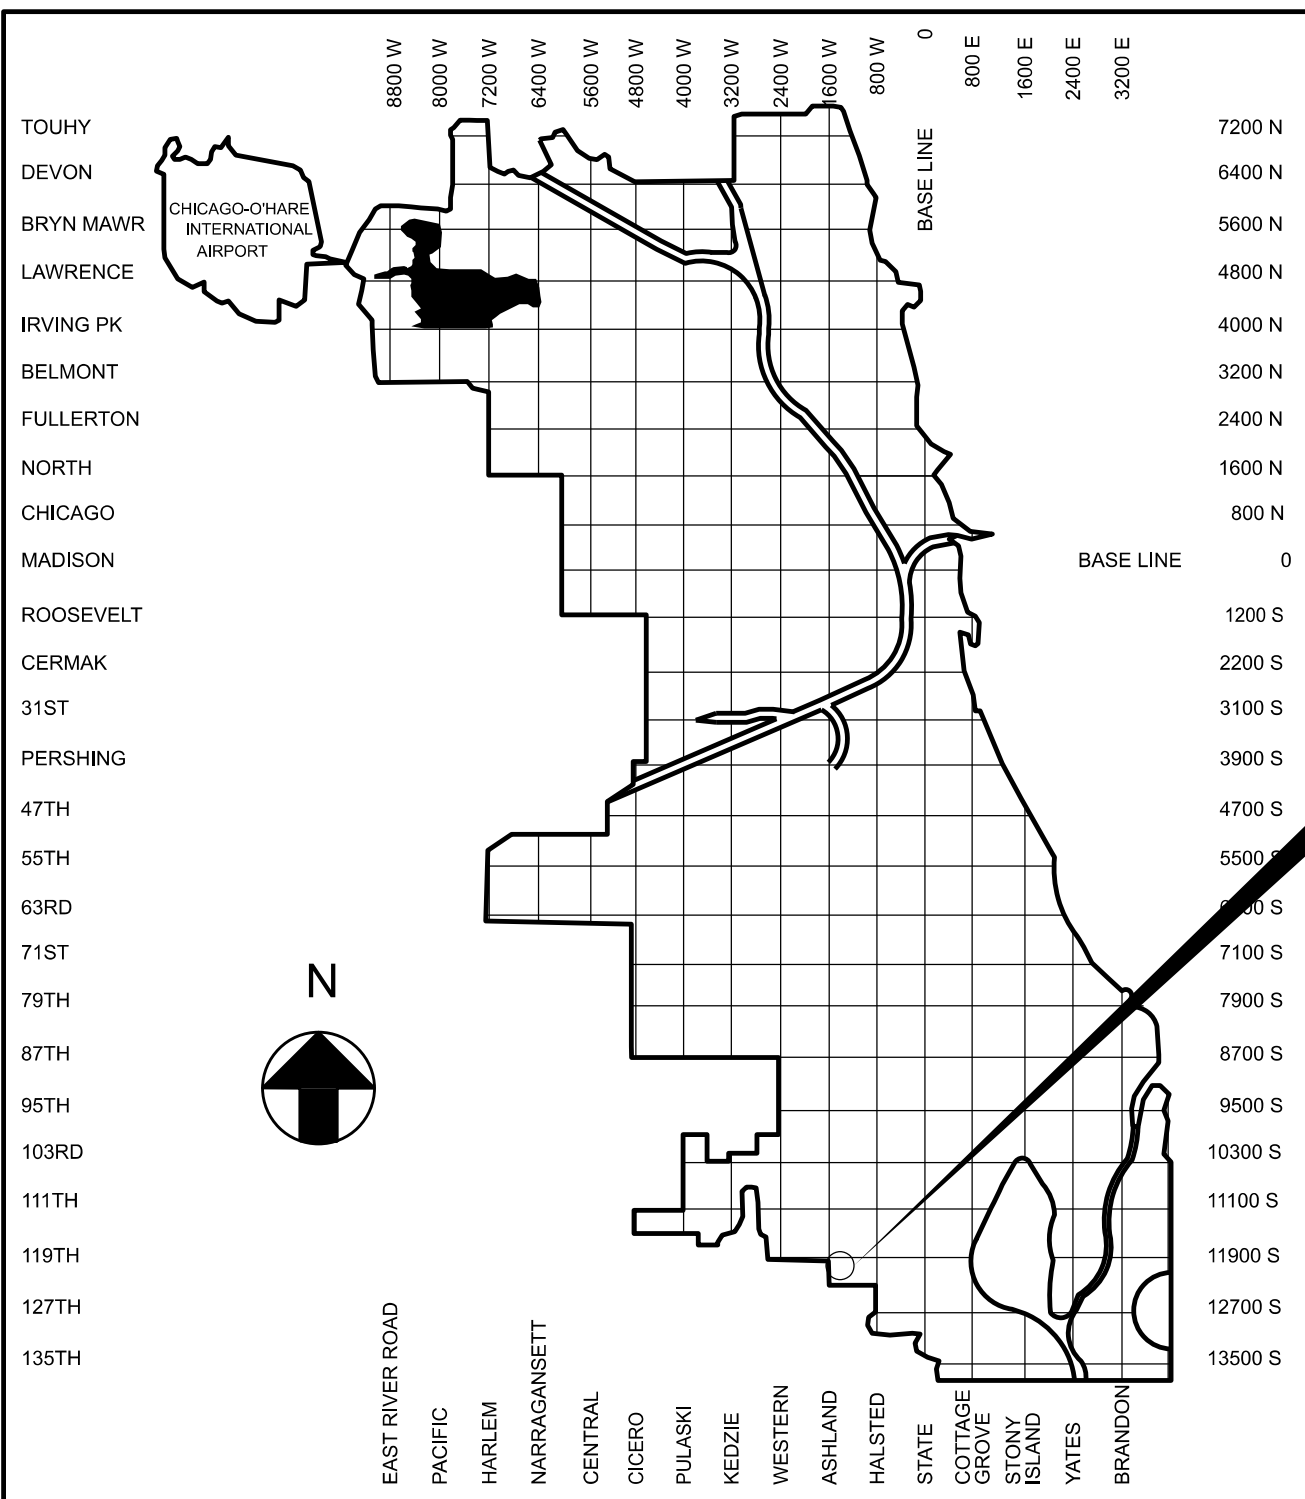 8800 W
8000 W
7200 W
6400 W
5600 W
4800 W
4000 W
3200 W
2400 W
1600 W
800 W
0
800 E
1600 E
2400 E
3200 E
BASE LINE
TOUHY
7200 N
DEVON
6400 N
BRYN MAWR
5600 N
LAWRENCE
4800 N
IRVING PK
4000 N
BELMONT
3200 N
FULLERTON
2400 N
NORTH
1600 N
CHICAGO
800 N
MADISON
BASE LINE 0
ROOSEVELT
1200 S
CERMAK
2200 S
31ST
3100 S
PERSHING
3900 S
47TH
4700 S
55TH
5500 S
63RD
S
71ST
7100 S
79TH
7900 S
87TH
8700 S
95TH
9500 S
103RD
10300 S
111TH
11100 S
119TH
11900 S
127TH
12700 S
135TH
13500 S
CHICAGO-O'HARE
INTERNATIONAL
AIRPORT
N
EAST RIVER ROAD
PACIFIC
HARLEM
NARRAGANSETT
CENTRAL
CICERO
PULASKI
KEDZIE
WESTERN
ASHLAND
HALSTED
STATE
COTTAGE
GROVE
STONY
ISLAND
YATES
BRANDON